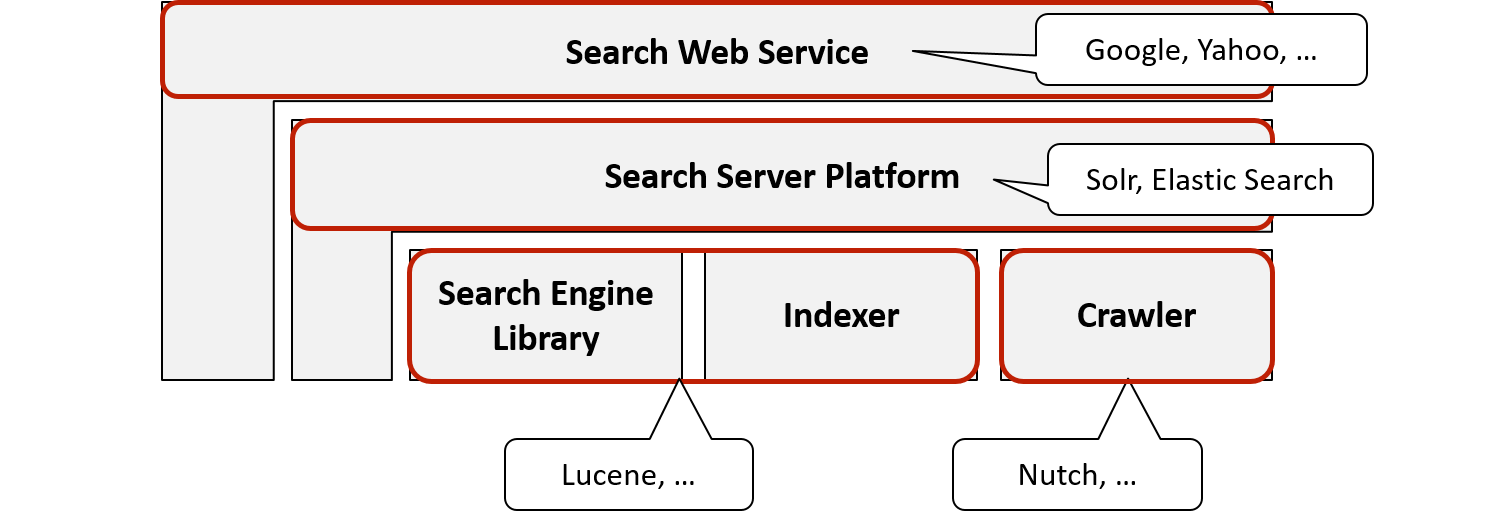 Search Web Service
Google, Yahoo, ...
Search Server Platform
Solr, Elastic Search
Search Engine
Library
Indexer
Crawler
Lucene, ...
Nutch, ...